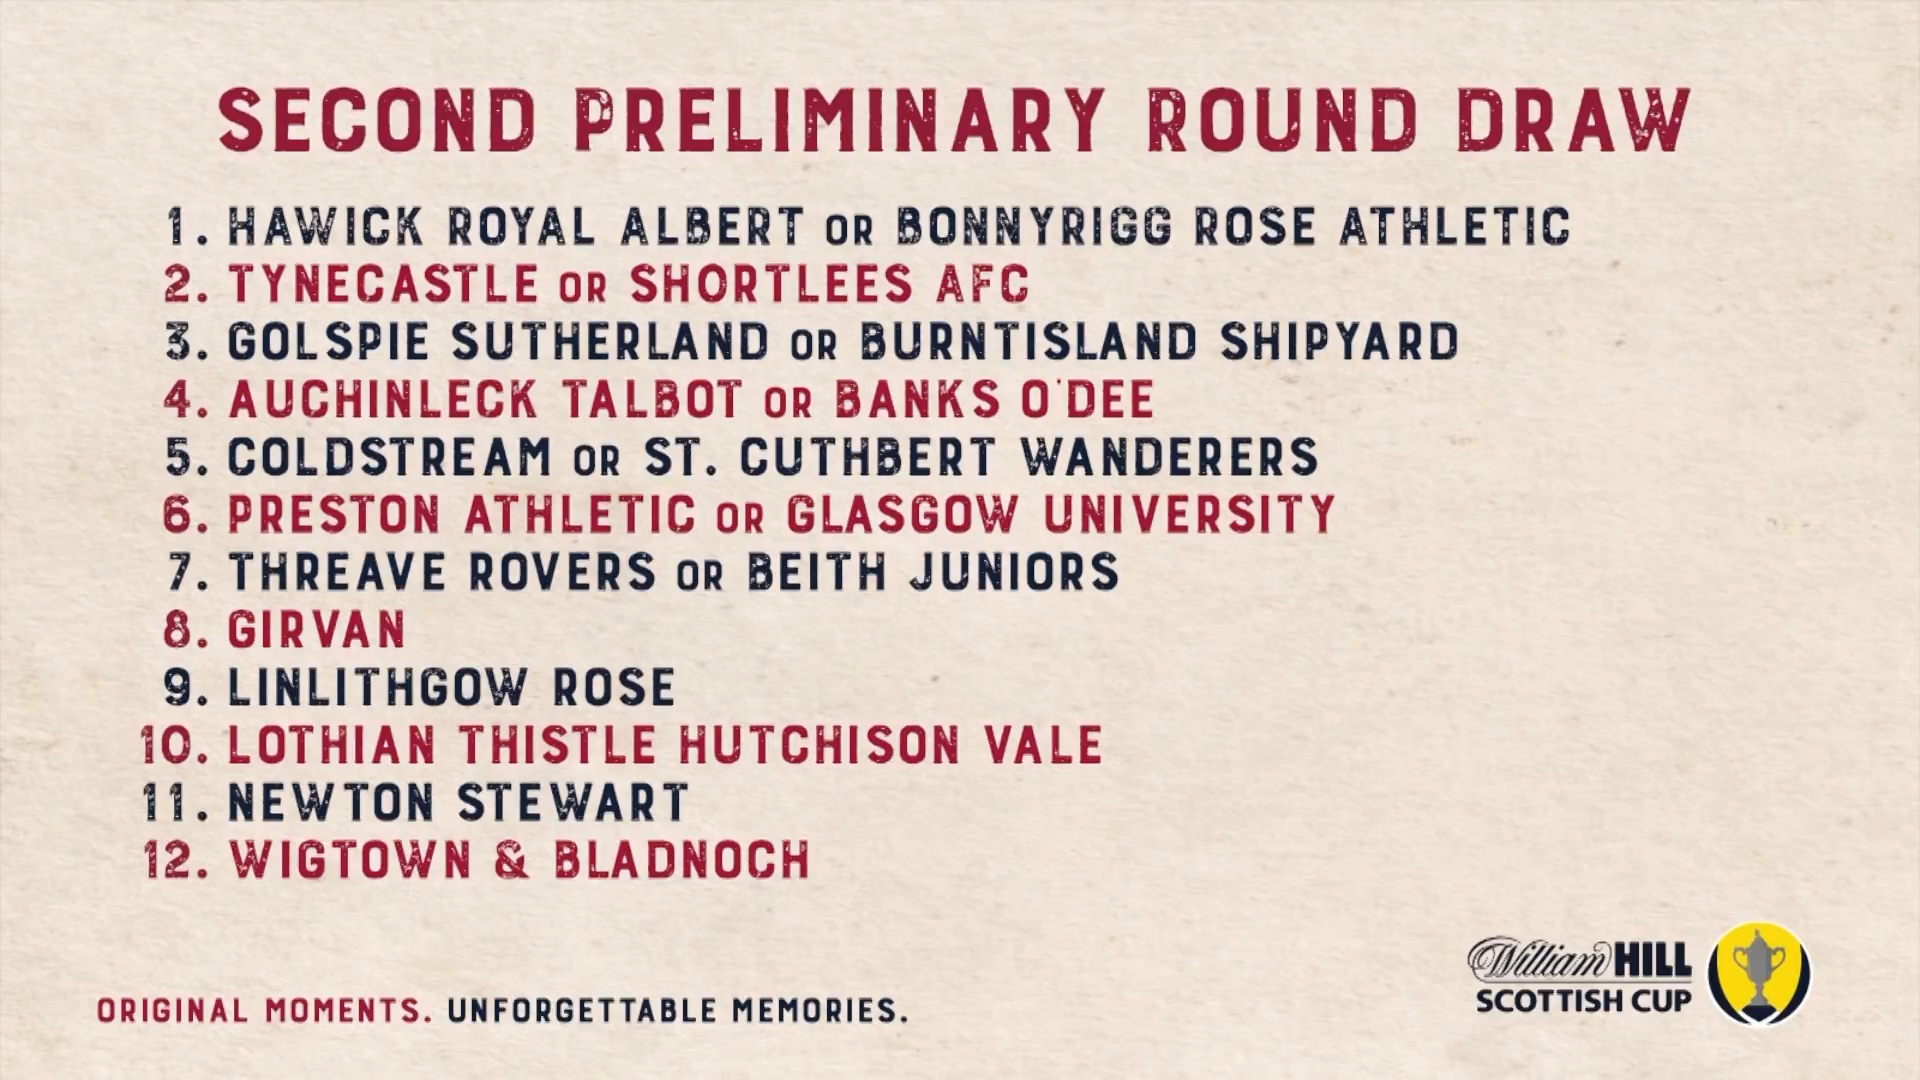 SECOND PRELIMINARY ROUND DRAW
1. HAWICK ROYAL ALBERT OR BONNYRIGG ROSE ATHLETIC
2. TYNECASTLE OR SHORTLEES AFC
3. GOLSPIE SUTHERLAND OR BURNTISLAND SHIPYARD
4. AUCHINLECK TALBOT OR BANKS O'DEE
5. COLDSTREAM OR ST. CUTHBERT WANDERERS
6. PRESTON ATHLETIC OR GLASGOW UNIVERSITY
7. THREAVE ROVERS OR BEITH JUNIORS
8. GIRVAN
9. LINLITHGOW ROSE
10. LOTHIAN THISTLE HUTCHISON VALE
11. NEWTON STEWART
12. WIGTOWN & BLADNOCH
William HILL
SCOTTISH CUP
ORIGINAL MOMENTS. UNFORGETTABLE MEMORIES.